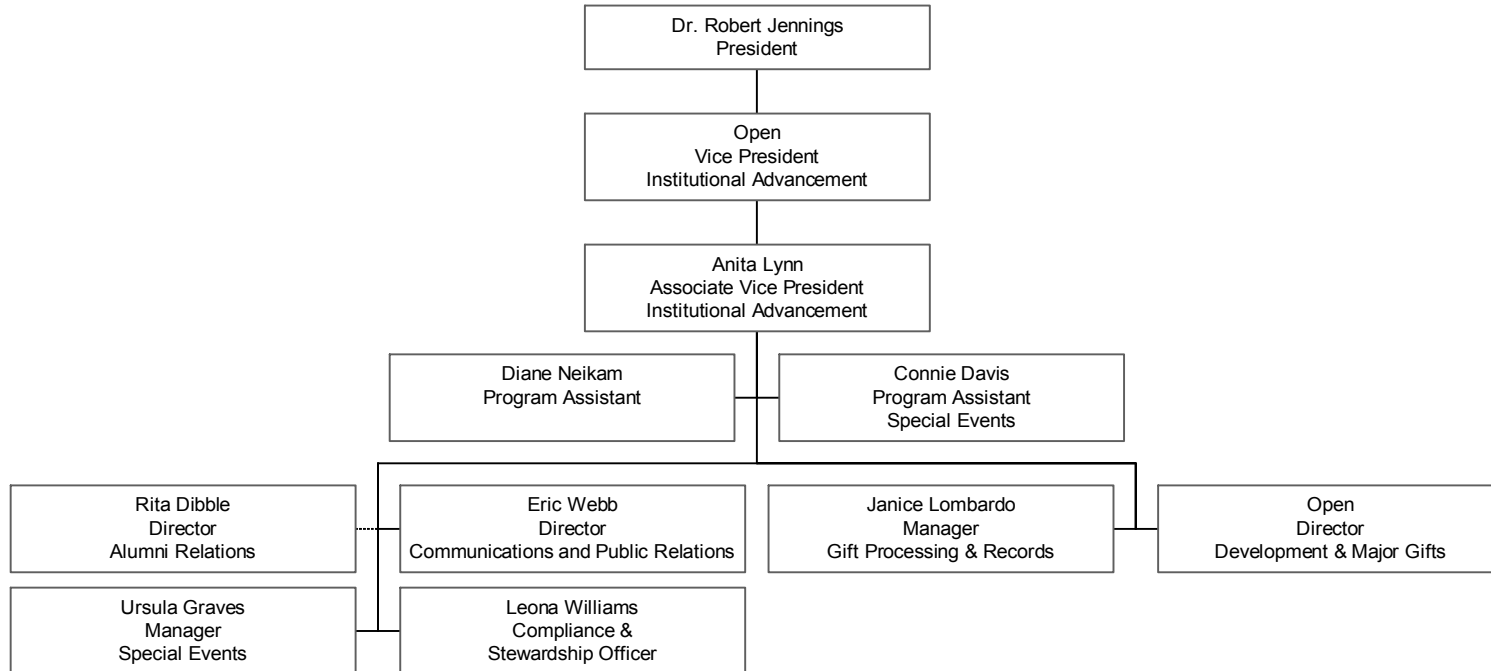 Dr. Robert Jennings
President
Open
Vice President
Institutional Advancement
Anita Lynn
Associate Vice President
Institutional Advancement
Diane Neikam
Program Assistant
Connie Davis
Program Assistant
Special Events
Rita Dibble
Director
Alumni Relations
Eric Webb
Director
Communications and Public Relations
Janice Lombardo
Manager
Gift Processing & Records
Open
Director
Development & Major Gifts
Ursula Graves
Manager
Special Events
Leona Williams
Compliance &
Stewardship Officer